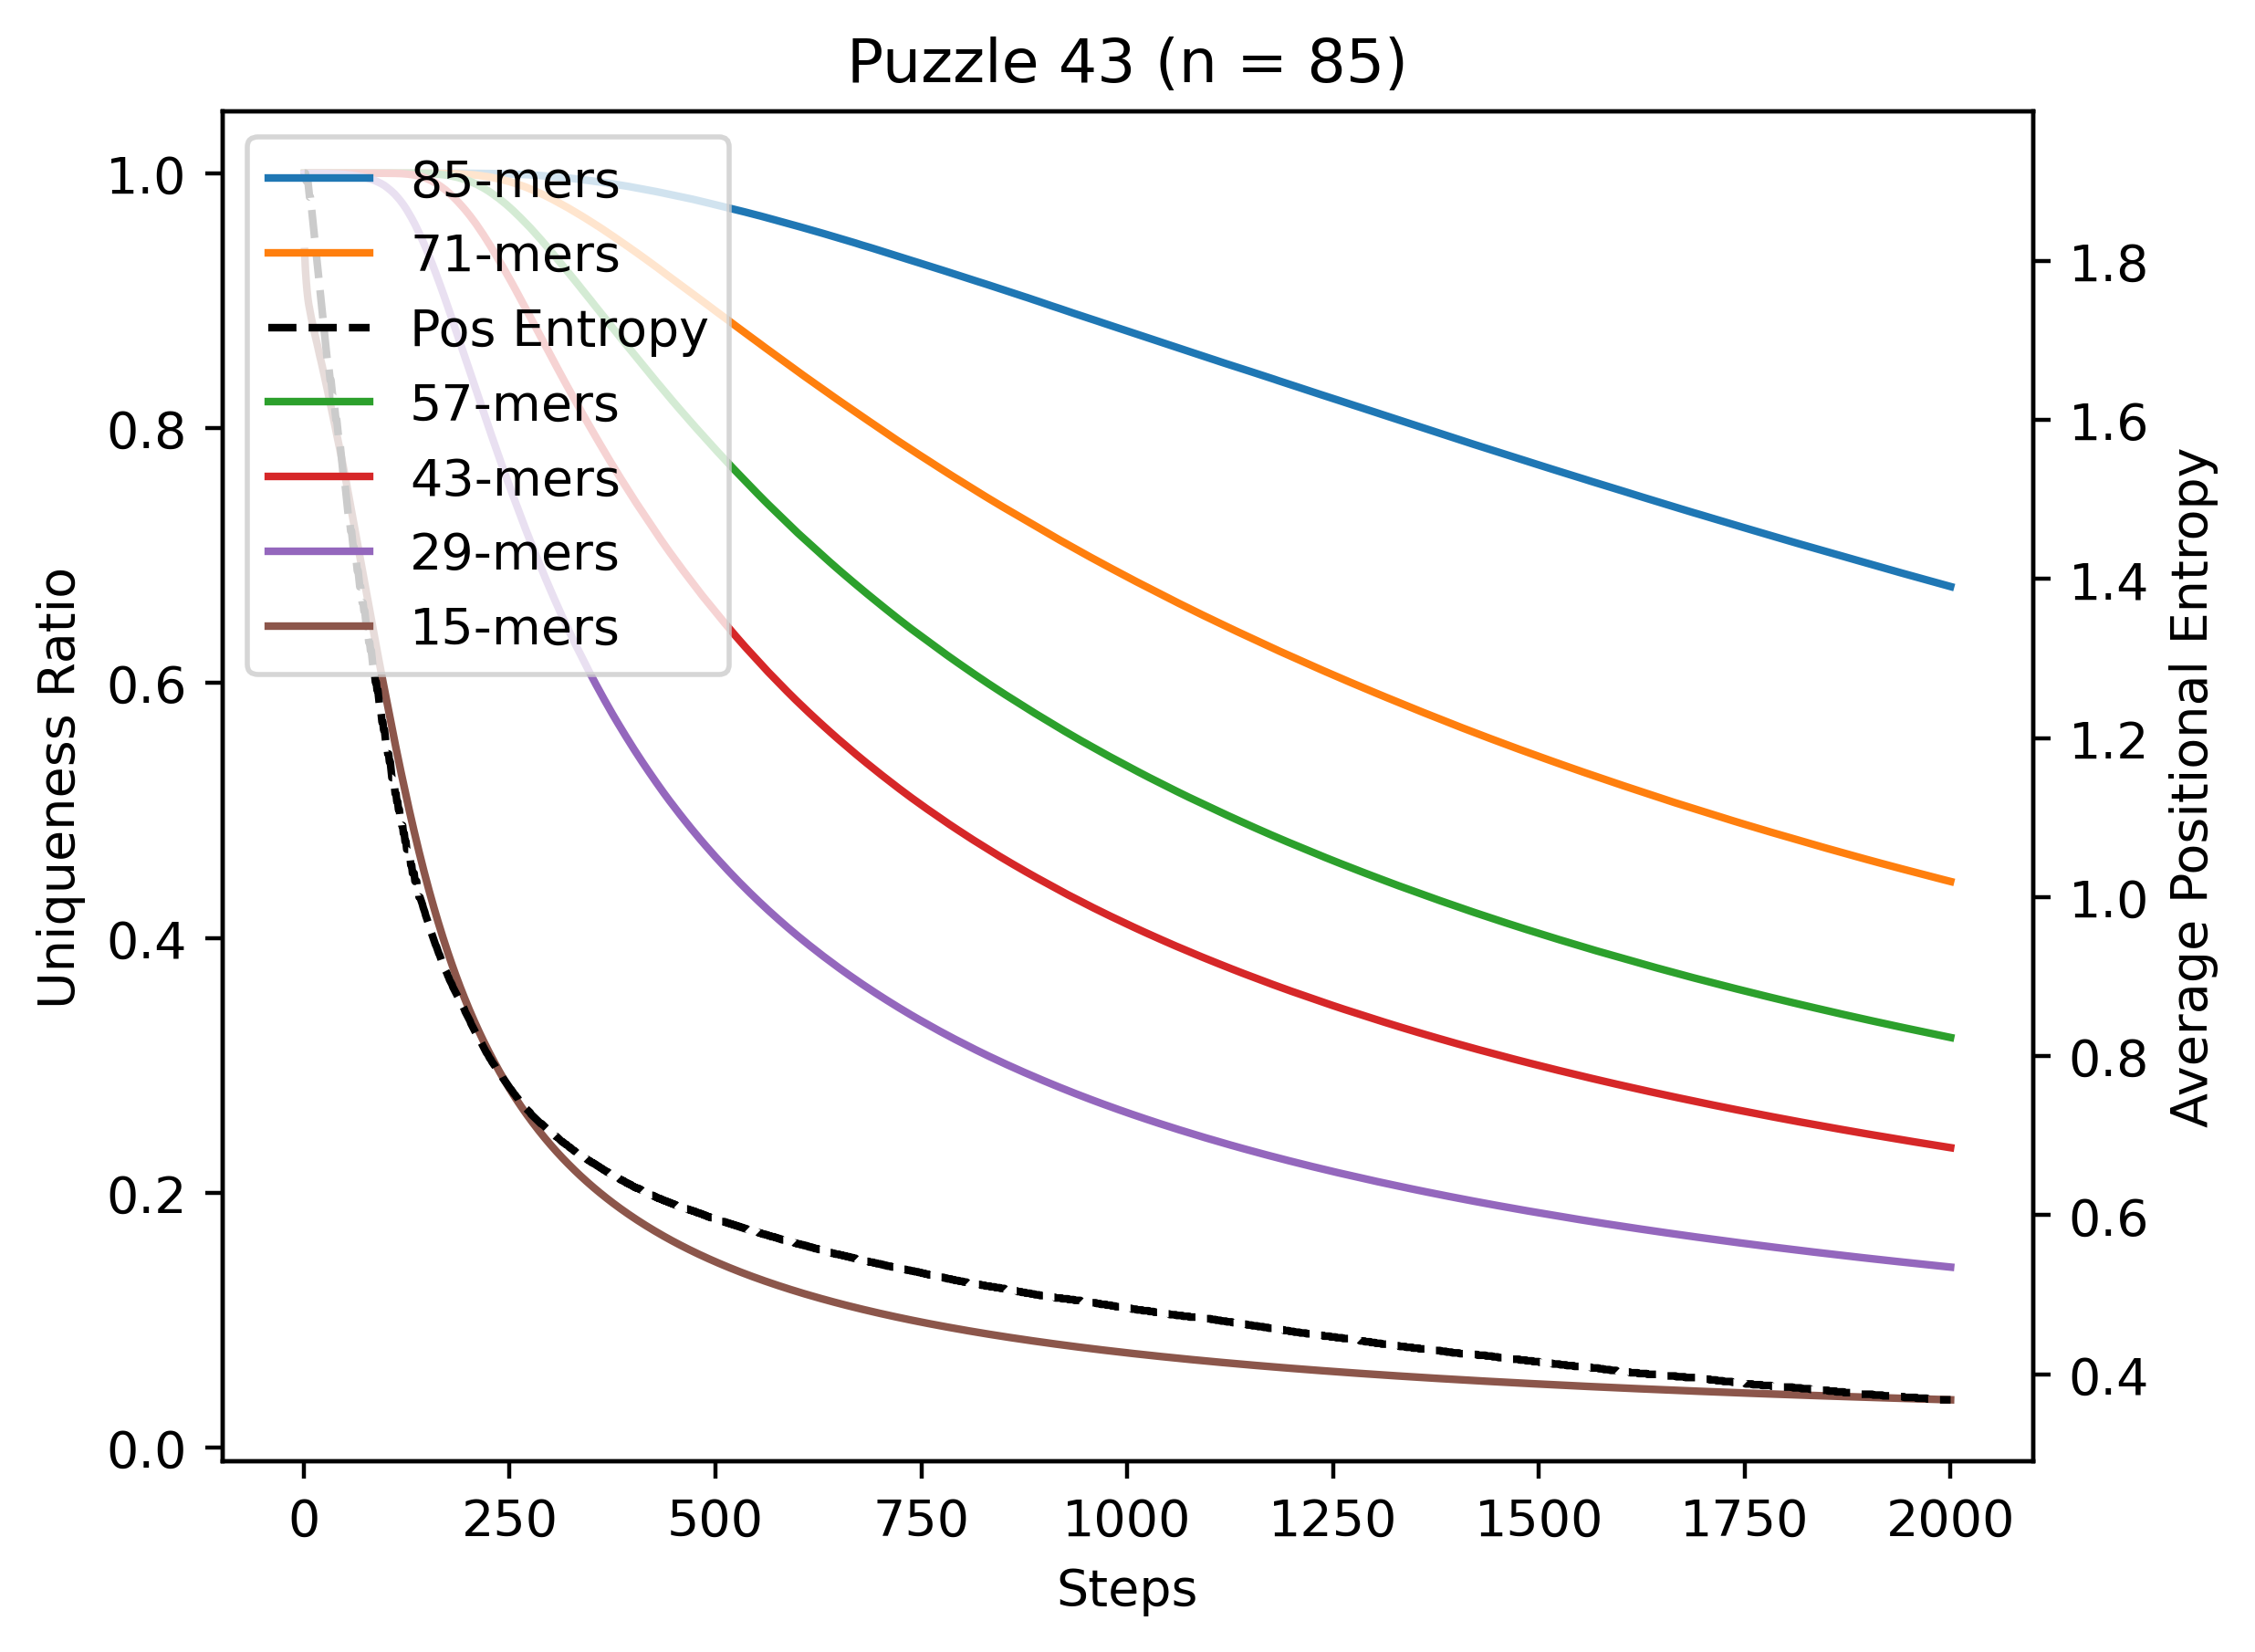 Puzzle 43 (n = 85)
Uniqueness Ratio
1.0
0.8
0.6
0.4
0.2
0.0
85-mers
71-mers
Pos Entropy
57-mers
43-mers
29-mers
15-mers
1.8
1.6
1.4
1.2
1.0
0.8
0.6
0.4
Average Positional Entropy
0 250 500 750 1000 1250 1500 1750 2000
Steps